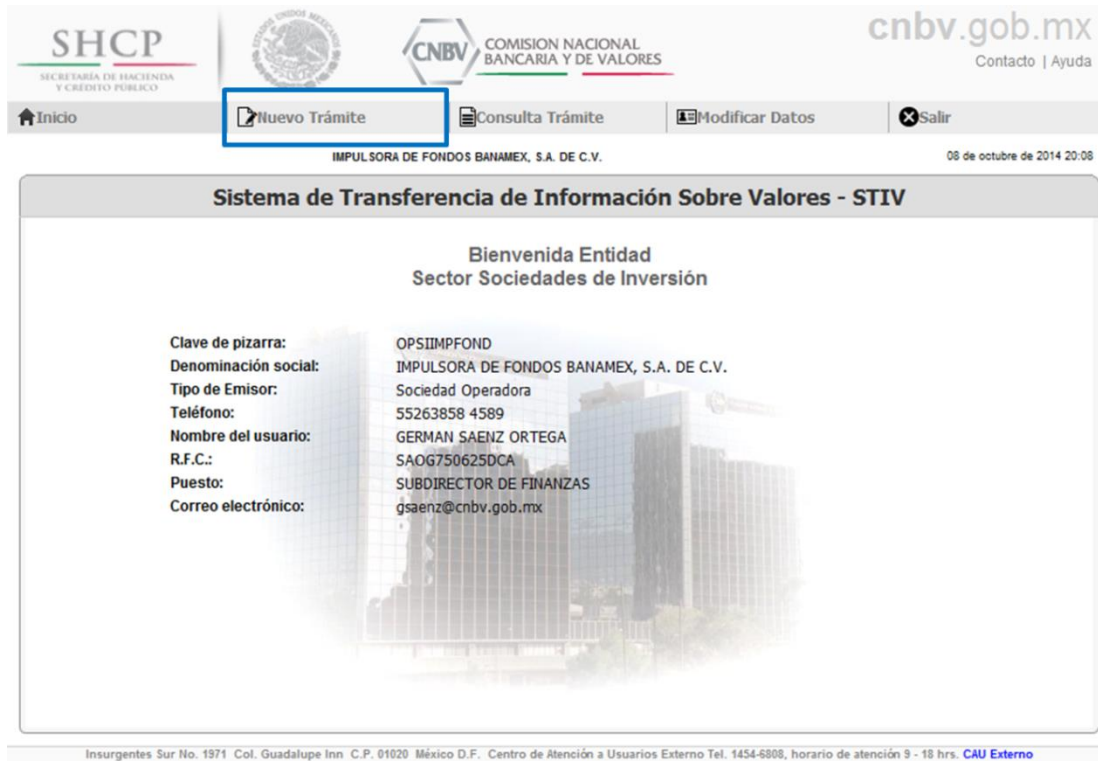 SHCP
SECRETARÍA DE HACIENDA
Y CRÉDITO PÚBLICO
ESTADOS UNIDOS MEXICANOS
CNBV
COMISION NACIONAL
BANCARIA Y DE VALORES
cnbv.gob.mx
Contacto | Ayuda
Inicio
Nuevo Trámite
Consulta Trámite
Modificar Datos
Salir
IMPULSORA DE FONDOS BANAMEX, S.A. DE C.V.
08 de octubre de 2014 20:08
Sistema de Transferencia de Información Sobre Valores - STIV
Bienvenida Entidad
Sector Sociedades de Inversión
Clave de pizarra: OPSIIMPFOND
Denominación social: IMPULSORA DE FONDOS BANAMEX, S.A. DE C.V.
Tipo de Emisor: Sociedad Operadora
Teléfono: 55263858 4589
Nombre del usuario: GERMAN SAENZ ORTEGA
R.F.C.: SAOG750625DCA
Puesto: SUBDIRECTOR DE FINANZAS
Correo electrónico: gsaenz@cnbv.gob.mx
Insurgentes Sur No. 1971 Col. Guadalupe Inn C.P. 01020 México D.F. Centro de Atención a Usuarios Externo Tel. 1454-6808, horario de atención 9 - 18 hrs. CAU Externo